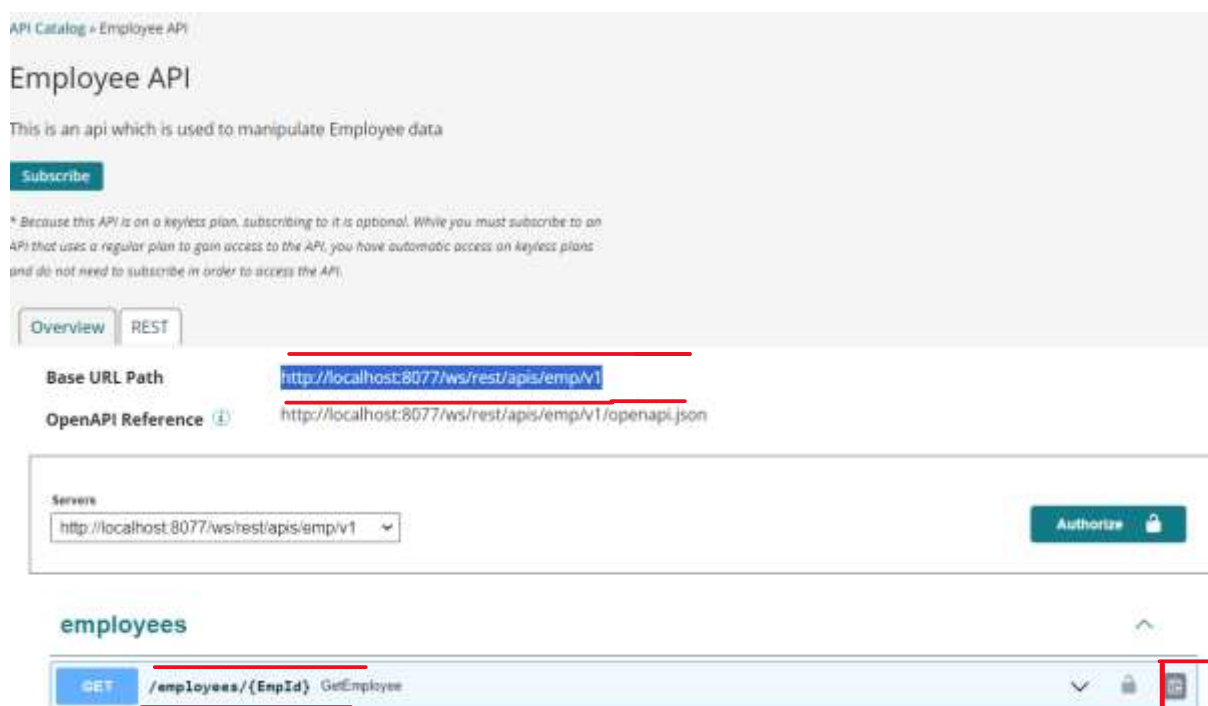 API Catalog » Employee API
Employee API
This is an api which is used to manipulate Employee data
Subscribe
* Because this API is on a keyless plan, subscribing to it is optional. While you must subscribe to an
API that uses a regular plan to gain access to the API, you have automatic access on keyless plans
and do not need to subscribe in order to access the API.
Overview REST
Base URL Path http://localhost:8077/ws/rest/apis/emp/v1
OpenAPI Reference http://localhost:8077/ws/rest/apis/emp/v1/openapi.json
Servers
http://localhost:8077/ws/rest/apis/emp/v1
Authorize
employees
GET /employees/{EmpId} GetEmployee